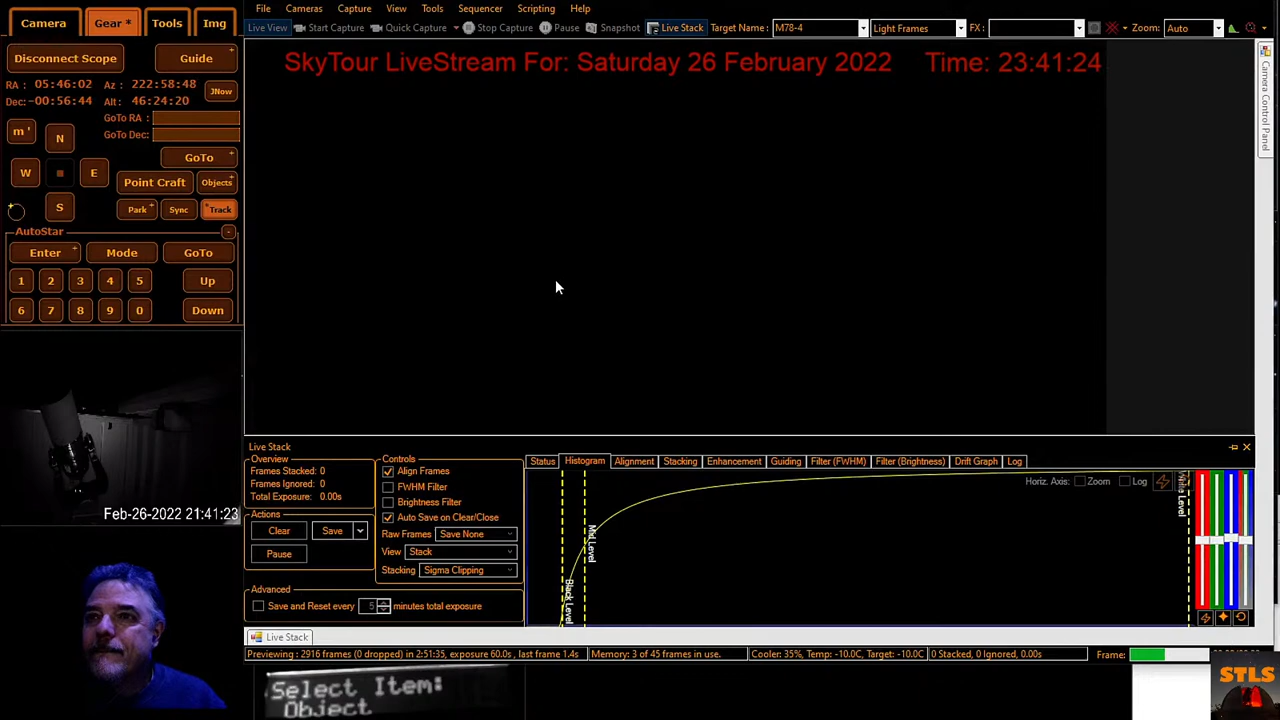 Camera Gear * Tools Img
File Cameras Capture View Tools Sequencer Scripting Help
Live View Start Capture Quick Capture Stop Capture Pause Snapshot Live Stack Target Name : M78-4 Light Frames FX : Zoom: Auto
SkyTour LiveStream For: Saturday 26 February 2022 Time: 23:41:24
Disconnect Scope Guide
RA : 05:46:02 Az : 222:58:48 JNow
Dec:-00:56:44 Alt : 46:24:20
GoTo RA :
GoTo Dec:
m '
N
GoTo
W E
Point Craft Objects
S
Park Sync Track
AutoStar
Enter Mode GoTo
1 2 3 4 5 Up
6 7 8 9 0 Down
Camera Control Panel
Feb-26-2022 21:41:23
Live Stack
Overview
Frames Stacked: 0
Frames Ignored: 0
Total Exposure: 0.00s
Actions
Clear Save
Pause
Controls
Align Frames
FWHM Filter
Brightness Filter
Auto Save on Clear/Close
Raw Frames Save None
View Stack
Stacking Sigma Clipping
Advanced
Save and Reset every 5 minutes total exposure
Status Histogram Alignment Stacking Enhancement Guiding Filter (FWHM) Filter (Brightness) Drift Graph Log
Horiz. Axis: Zoom Log
Black Level
Mid Level
White Level
Live Stack
Previewing : 2916 frames (0 dropped) in 2:51:35, exposure 60.0s , last frame 1.4s Memory: 3 of 45 frames in use. Cooler: 35%, Temp: -10.0C, Target: -10.0C 0 Stacked, 0 Ignored, 0.00s Frame:
Select Item:
Object
STLS